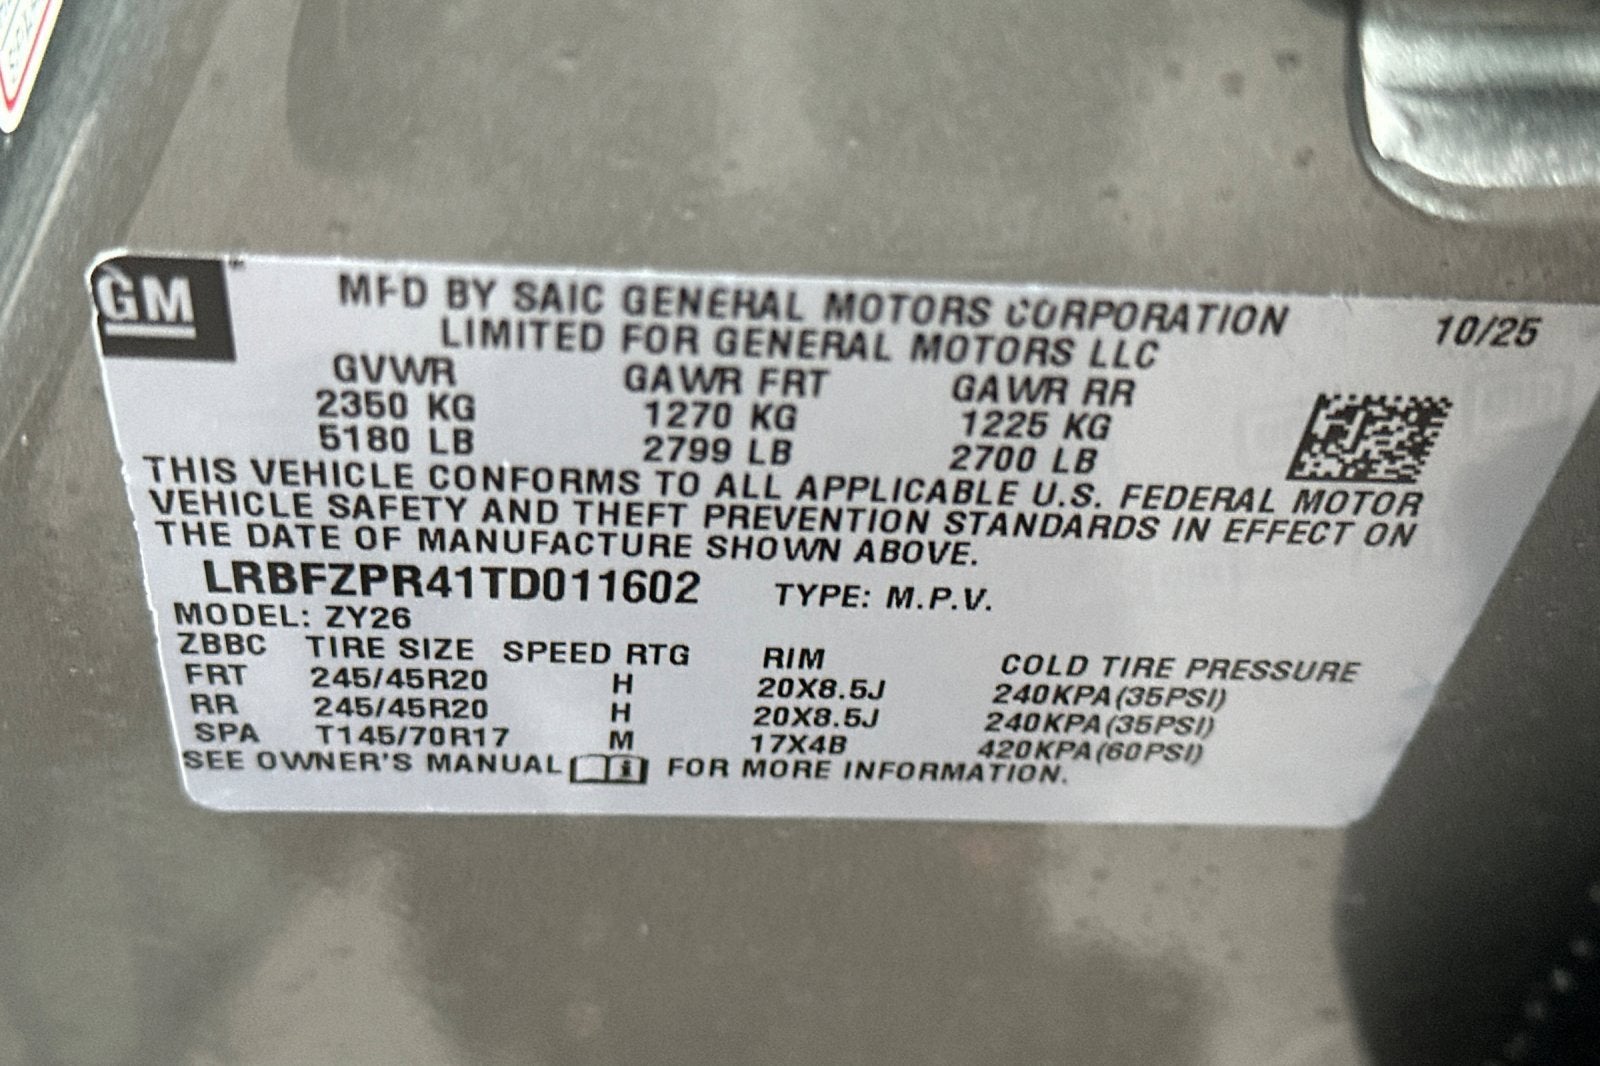 GM
MFD BY SAIC GENERAL MOTORS CORPORATION
LIMITED FOR GENERAL MOTORS LLC
10/25
GVWR GAWR FRT GAWR RR
2350 KG 1270 KG 1225 KG
5180 LB 2799 LB 2700 LB
THIS VEHICLE CONFORMS TO ALL APPLICABLE U.S. FEDERAL MOTOR
VEHICLE SAFETY AND THEFT PREVENTION STANDARDS IN EFFECT ON
THE DATE OF MANUFACTURE SHOWN ABOVE.
LRBFZPR41TD011602 TYPE: M.P.V.
MODEL: ZY26
ZBBC TIRE SIZE SPEED RTG RIM COLD TIRE PRESSURE
FRT 245/45R20 H 20X8.5J 240KPA(35PSI)
RR 245/45R20 H 20X8.5J 240KPA(35PSI)
SPA T145/70R17 M 17X4B 420KPA(60PSI)
SEE OWNER'S MANUAL FOR MORE INFORMATION.